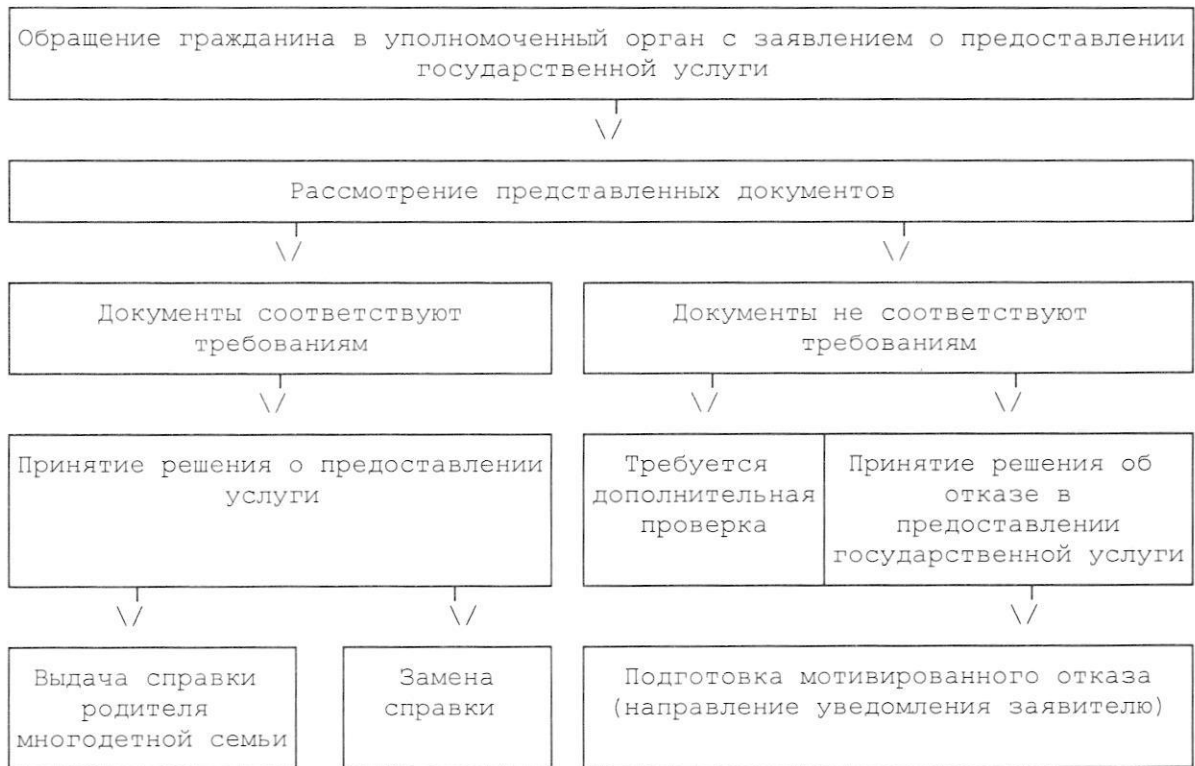 Обращение гражданина в уполномоченный орган с заявлением о предоставлении
государственной услуги
\/
Рассмотрение представленных документов
\/
\/
Документы соответствуют
требованиям
Документы не соответствуют
требованиям
\/
\/
\/
Принятие решения о предоставлении
услуги
Требуется
дополнительная
проверка
Принятие решения об
отказе в
предоставлении
государственной услуги
\/
\/
\/
Выдача справки
родителя
многодетной семьи
Замена
справки
Подготовка мотивированного отказа
(направление уведомления заявителю)